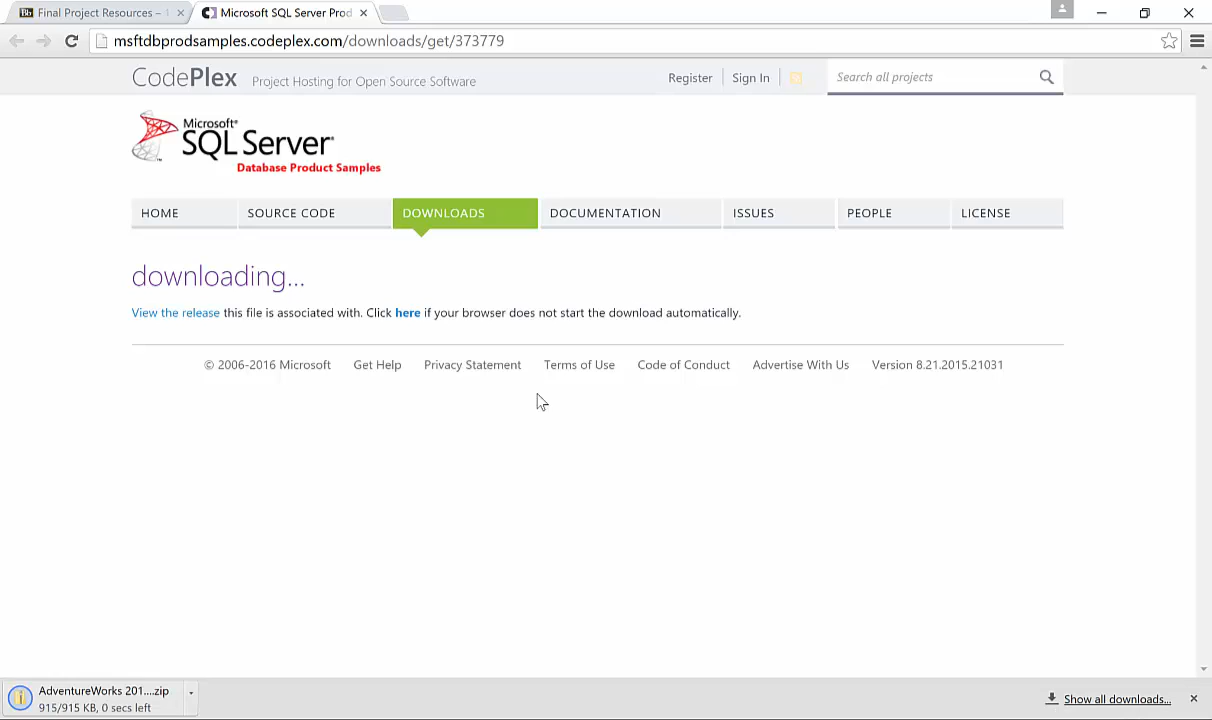 Final Project Resources –
Microsoft SQL Server Prod
msftdbprodsamples.codeplex.com/downloads/get/373779
CodePlex Project Hosting for Open Source Software
Register Sign In Search all projects
Microsoft®
SQL Server®
Database Product Samples
HOME SOURCE CODE DOWNLOADS DOCUMENTATION ISSUES PEOPLE LICENSE
downloading...
View the release this file is associated with. Click here if your browser does not start the download automatically.
© 2006-2016 Microsoft Get Help Privacy Statement Terms of Use Code of Conduct Advertise With Us Version 8.21.2015.21031
AdventureWorks 201....zip
915/915 KB, 0 secs left
Show all downloads...